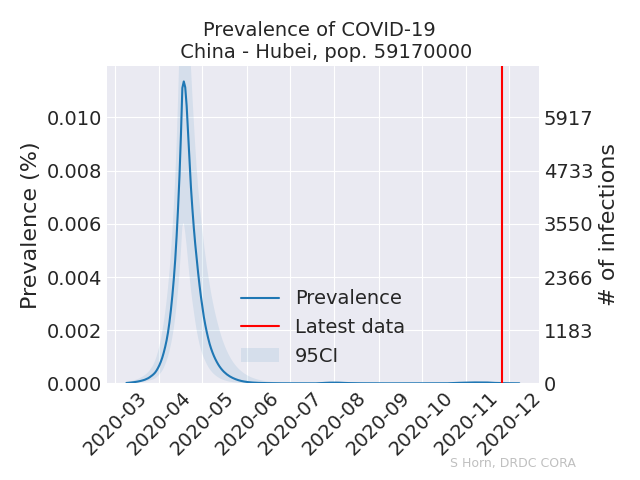 Prevalence of COVID-19
China - Hubei, pop. 59170000
Prevalence (%)
0.010
0.008
0.006
0.004
0.002
0.000
5917
4733
3550
2366
1183
0
# of infections
Prevalence
Latest data
95CI
2020-03
2020-04
2020-05
2020-06
2020-07
2020-08
2020-09
2020-10
2020-11
2020-12
S Horn, DRDC CORA